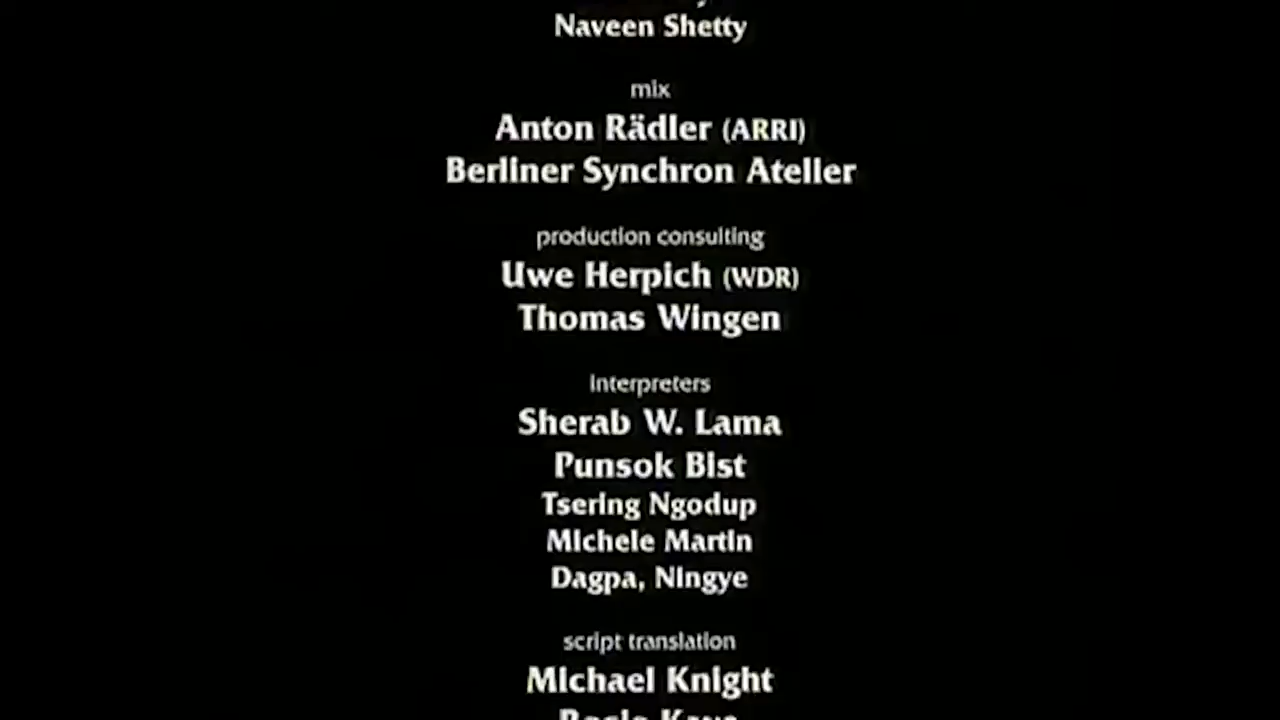 Naveen Shetty
mix
Anton Rädler (ARRI)
Berliner Synchron Atelier
production consulting
Uwe Herpich (WDR)
Thomas Wingen
interpreters
Sherab W. Lama
Punsok Bist
Tsering Ngodup
Michele Martin
Dagpa, Ningye
script translation
Michael Knight